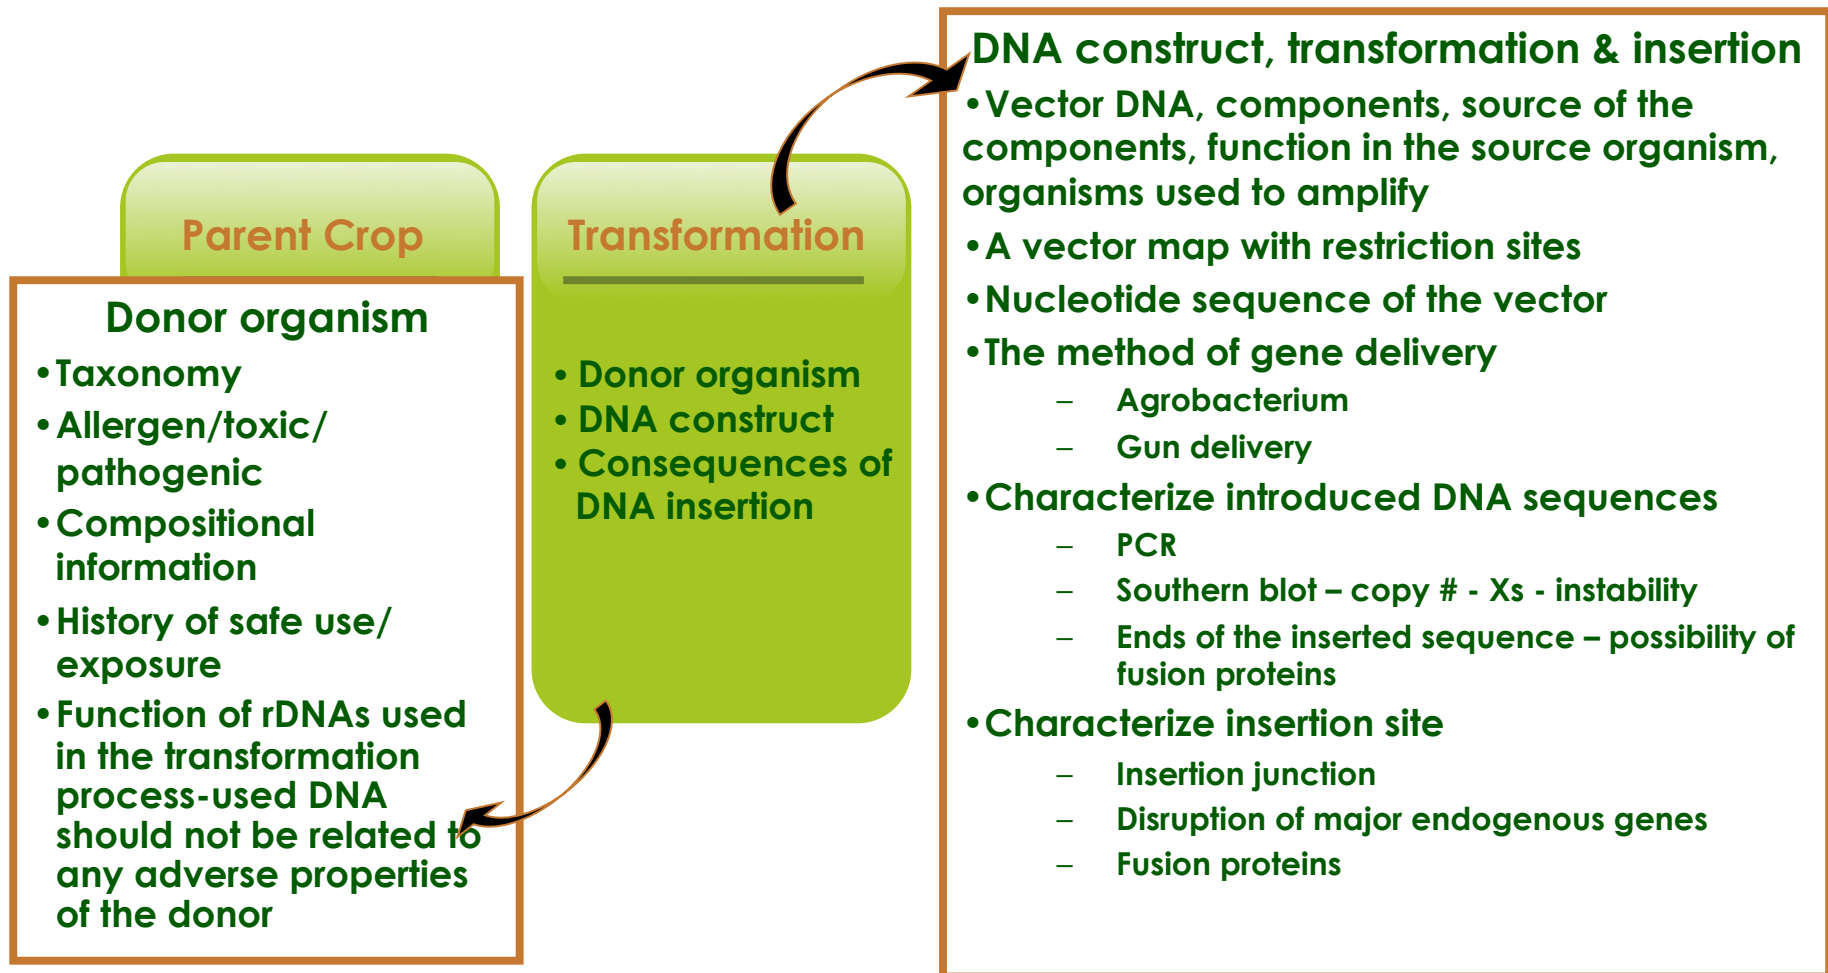 Parent Crop
Donor organism
•Taxonomy
•Allergen/toxic/
pathogenic
•Compositional
information
•History of safe use/
exposure
•Function of rDNAs used
in the transformation
process-used DNA
should not be related to
any adverse properties
of the donor
Transformation
• Donor organism
• DNA construct
• Consequences of
DNA insertion
DNA construct, transformation & insertion
•Vector DNA, components, source of the
components, function in the source organism,
organisms used to amplify
•A vector map with restriction sites
•Nucleotide sequence of the vector
•The method of gene delivery
– Agrobacterium
– Gun delivery
•Characterize introduced DNA sequences
– PCR
– Southern blot – copy # - Xs - instability
– Ends of the inserted sequence – possibility of
fusion proteins
•Characterize insertion site
– Insertion junction
– Disruption of major endogenous genes
– Fusion proteins